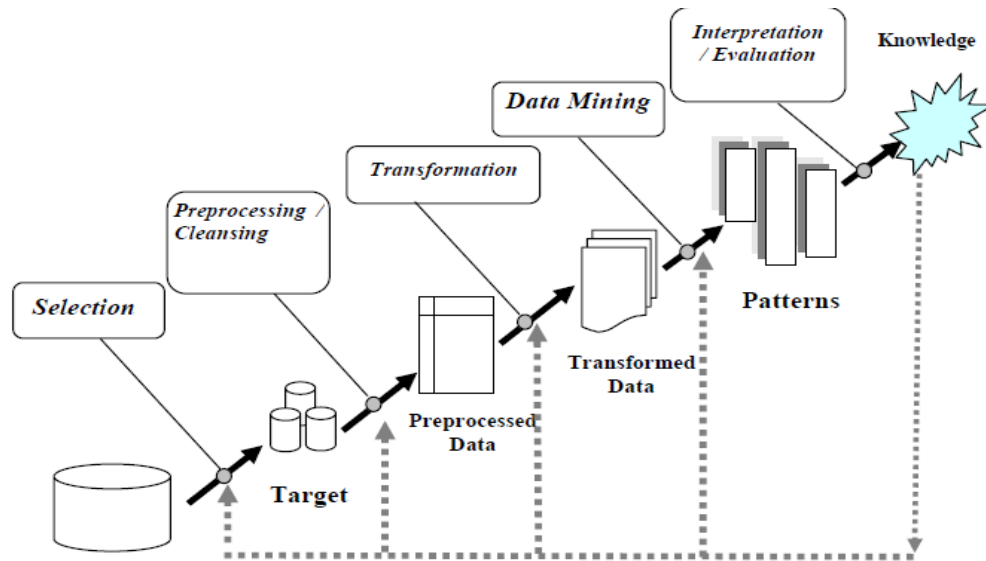 Interpretation
/ Evaluation
Knowledge
Data Mining
Transformation
Preprocessing /
Cleansing
Selection
Patterns
Transformed
Data
Preprocessed
Data
Target